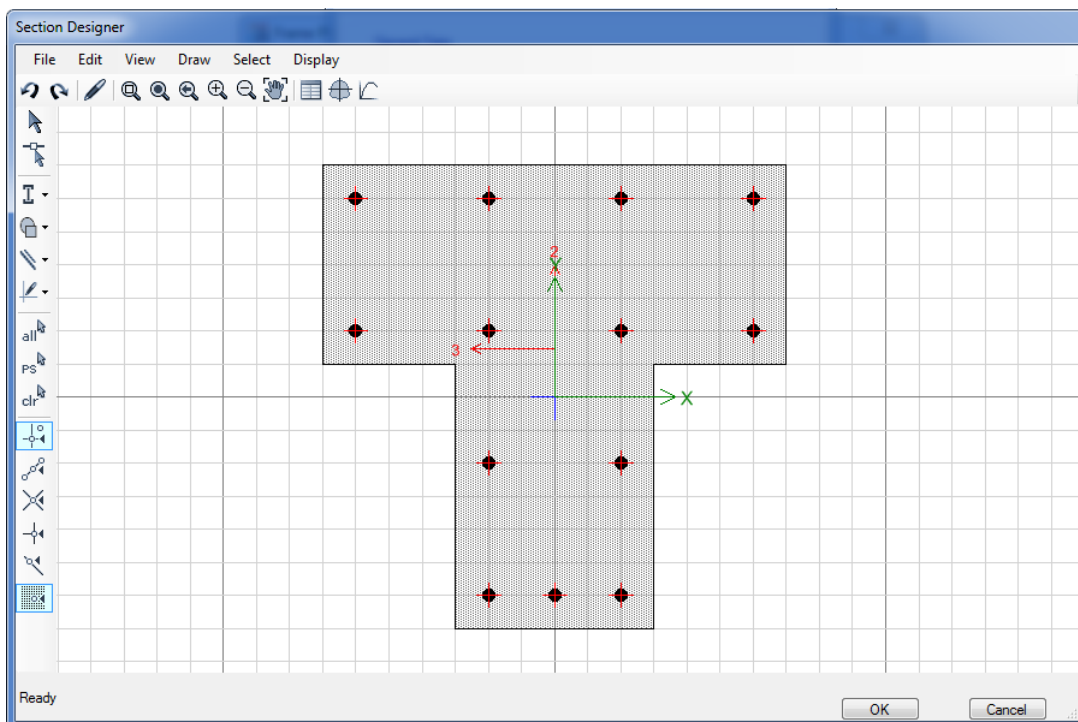 Section Designer
File Edit View Draw Select Display
all
PS
clr
2
Y
3
X
Ready
OK Cancel